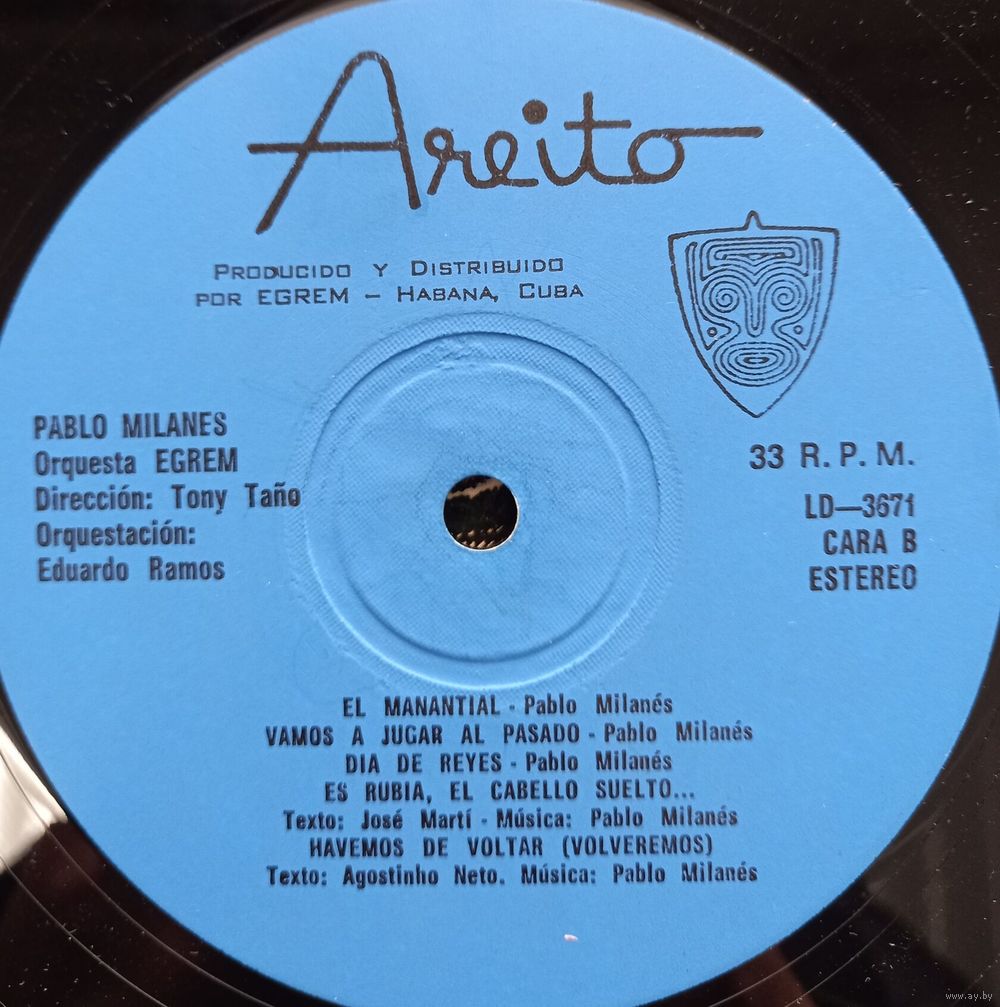 Areito
PRODUCIDO Y DISTRIBUIDO
POR EGREM – HABANA, CUBA
PABLO MILANES
Orquesta EGREM
Dirección: Tony Taño
Orquestación:
Eduardo Ramos
33 R. P. M.
LD—3671
CARA B
ESTEREO
EL MANANTIAL - Pablo Milanés
VAMOS A JUGAR AL PASADO - Pablo Milanés
DIA DE REYES - Pablo Milanés
ES RUBIA, EL CABELLO SUELTO...
Texto: José Martí - Música: Pablo Milanés
HAVEMOS DE VOLTAR (VOLVEREMOS)
Texto: Agostinho Neto. Música: Pablo Milanés
www.ay.by